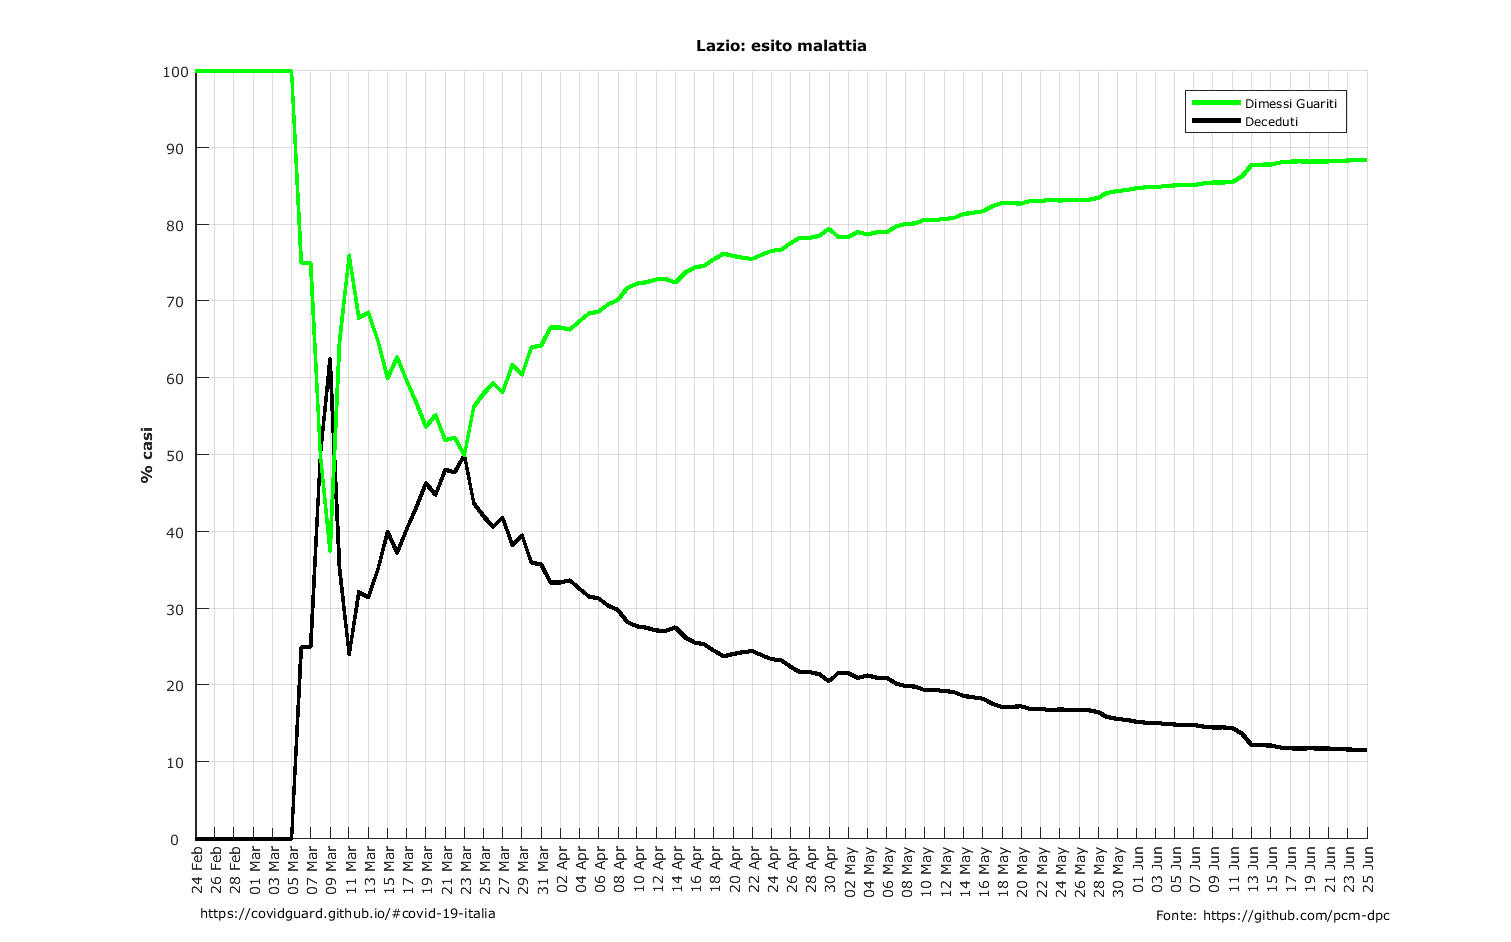 Lazio: esito malattia
100
90
80
70
60
50
40
30
20
10
0
% casi
Dimessi Guariti
Deceduti
24 Feb
26 Feb
28 Feb
01 Mar
03 Mar
05 Mar
07 Mar
09 Mar
11 Mar
13 Mar
15 Mar
17 Mar
19 Mar
21 Mar
23 Mar
25 Mar
27 Mar
29 Mar
31 Mar
02 Apr
04 Apr
06 Apr
08 Apr
10 Apr
12 Apr
14 Apr
16 Apr
18 Apr
20 Apr
22 Apr
24 Apr
26 Apr
28 Apr
30 Apr
02 May
04 May
06 May
08 May
10 May
12 May
14 May
16 May
18 May
20 May
22 May
24 May
26 May
28 May
30 May
01 Jun
03 Jun
05 Jun
07 Jun
09 Jun
11 Jun
13 Jun
15 Jun
17 Jun
19 Jun
21 Jun
23 Jun
25 Jun
https://covidguard.github.io/#covid-19-italia
Fonte: https://github.com/pcm-dpc